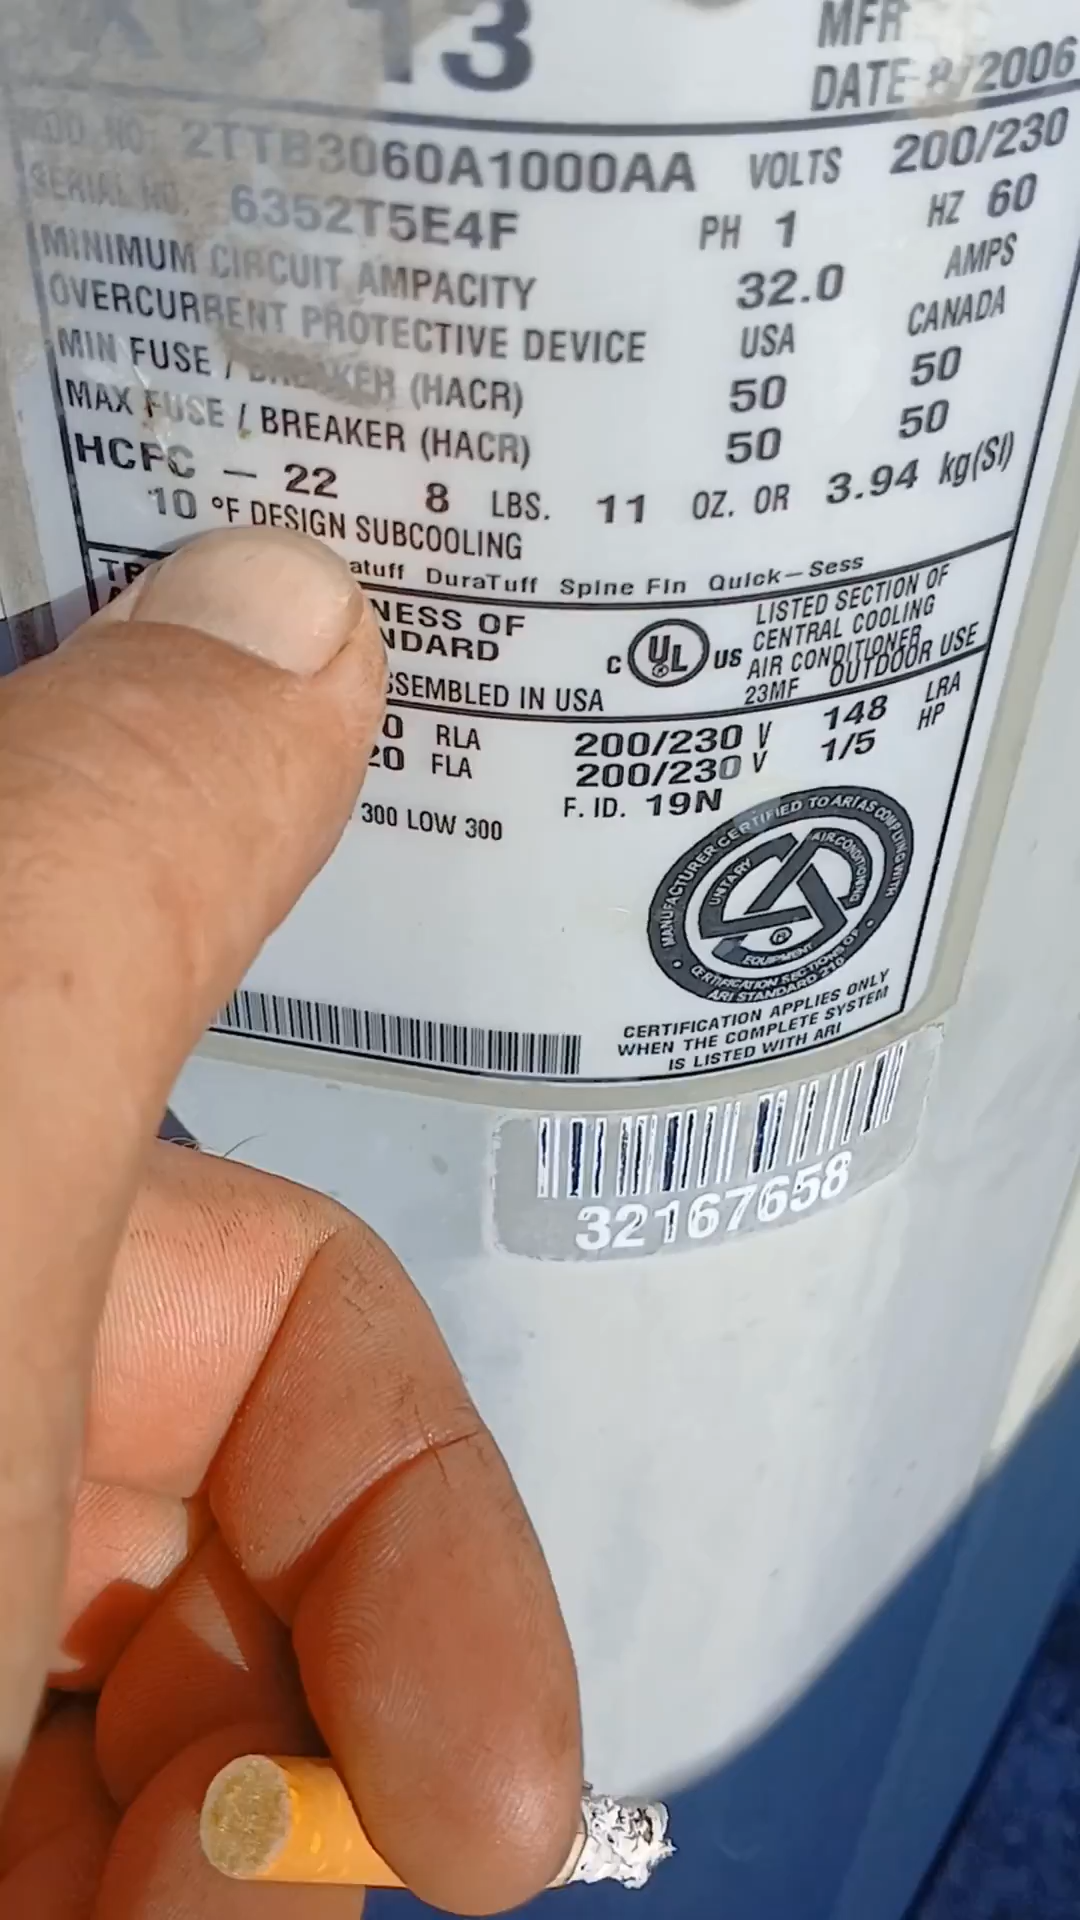 XB 13
MFR
DATE 8/2006
MOD. NO. 2TTB3060A1000AA VOLTS 200/230
SERIAL NO. 6352T5E4F PH 1 HZ 60
MINIMUM CIRCUIT AMPACITY 32.0 AMPS
OVERCURRENT PROTECTIVE DEVICE USA CANADA
MIN FUSE / BREAKER (HACR) 50 50
MAX FUSE / BREAKER (HACR) 50 50
HCFC – 22 8 LBS. 11 OZ. OR 3.94 kg(SI)
10 °F DESIGN SUBCOOLING
atuff DuraTuff Spine Fin Quick–Sess
NESS OF
NDARD
SSEMBLED IN USA
C UL US
LISTED SECTION OF
CENTRAL COOLING
AIR CONDITIONER
23MF OUTDOOR USE
0 RLA 200/230 V 148 LRA
20 FLA 200/230 V 1/5 HP
F. ID. 19N
300 LOW 300
MANUFACTURER CERTIFIED TO ARI AS COMPLYING WITH
UNITARY AIR-CONDITIONING
EQUIPMENT
CERTIFICATION SECTIONS OF
ARI STANDARD 210
CERTIFICATION APPLIES ONLY
WHEN THE COMPLETE SYSTEM
IS LISTED WITH ARI
32167658